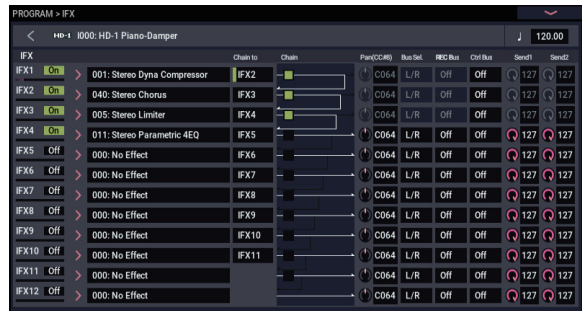 PROGRAM > IFX
HD-1 I000: HD-1 Piano-Damper ♩ 120.00
IFX Chain to Chain Pan(CC#8) Bus Sel. REC Bus Ctrl Bus Send1 Send2
IFX1 On 001: Stereo Dyna Compressor IFX2 C064 L/R Off Off 127 127
IFX2 On 040: Stereo Chorus IFX3 C064 L/R Off Off 127 127
IFX3 On 005: Stereo Limiter IFX4 C064 L/R Off Off 127 127
IFX4 On 011: Stereo Parametric 4EQ IFX5 C064 L/R Off Off 127 127
IFX5 Off 000: No Effect IFX6 C064 L/R Off Off 127 127
IFX6 Off 000: No Effect IFX7 C064 L/R Off Off 127 127
IFX7 Off 000: No Effect IFX8 C064 L/R Off Off 127 127
IFX8 Off 000: No Effect IFX9 C064 L/R Off Off 127 127
IFX9 Off 000: No Effect IFX10 C064 L/R Off Off 127 127
IFX10 Off 000: No Effect IFX11 C064 L/R Off Off 127 127
IFX11 Off 000: No Effect C064 L/R Off Off 127 127
IFX12 Off 000: No Effect C064 L/R Off Off 127 127